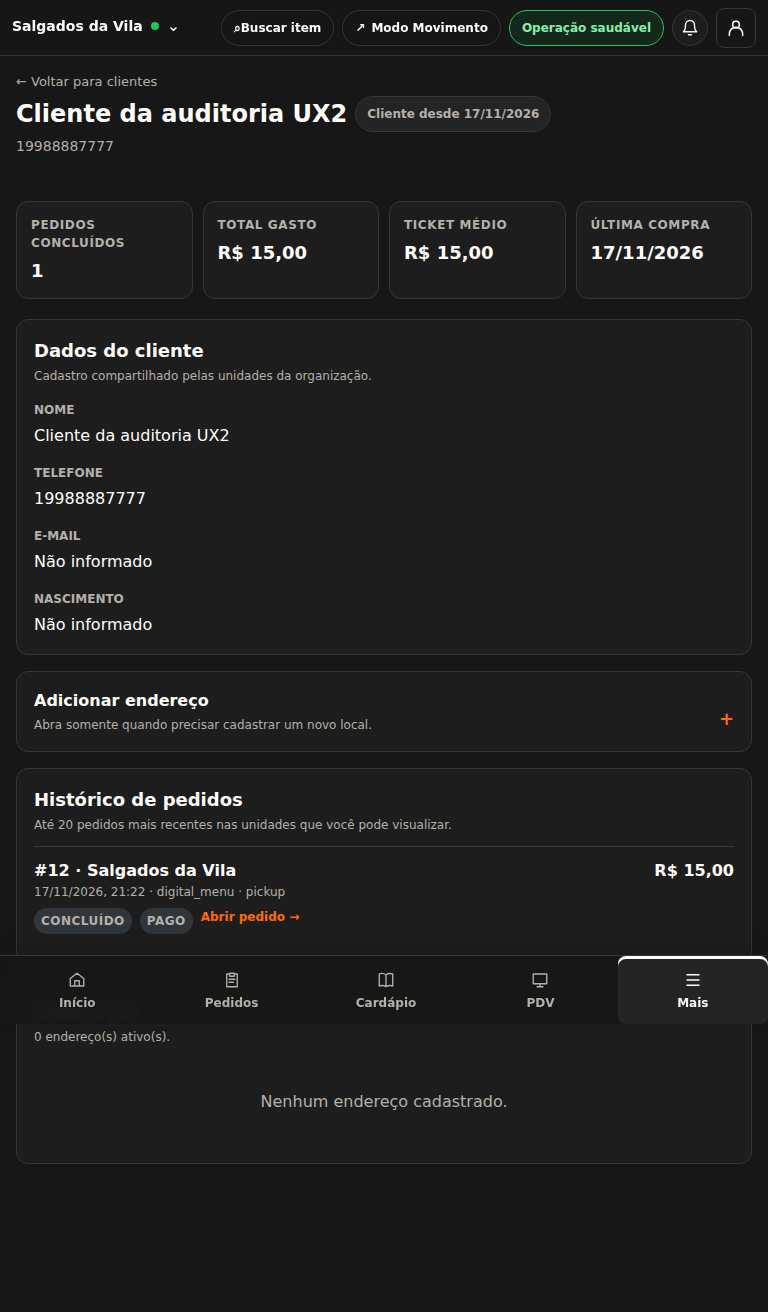 Salgados da Vila
Buscar item
↗ Modo Movimento
Operação saudável
← Voltar para clientes
Cliente da auditoria UX2
Cliente desde 17/11/2026
19988887777
PEDIDOS
CONCLUÍDOS
1
TOTAL GASTO
R$ 15,00
TICKET MÉDIO
R$ 15,00
ÚLTIMA COMPRA
17/11/2026
Dados do cliente
Cadastro compartilhado pelas unidades da organização.
NOME
Cliente da auditoria UX2
TELEFONE
19988887777
E-MAIL
Não informado
NASCIMENTO
Não informado
Adicionar endereço
Abra somente quando precisar cadastrar um novo local.
+
Histórico de pedidos
Até 20 pedidos mais recentes nas unidades que você pode visualizar.
#12 · Salgados da Vila
R$ 15,00
17/11/2026, 21:22 · digital_menu · pickup
CONCLUÍDO
PAGO
Abrir pedido →
Início
Pedidos
Cardápio
PDV
Mais
0 endereço(s) ativo(s).
Nenhum endereço cadastrado.